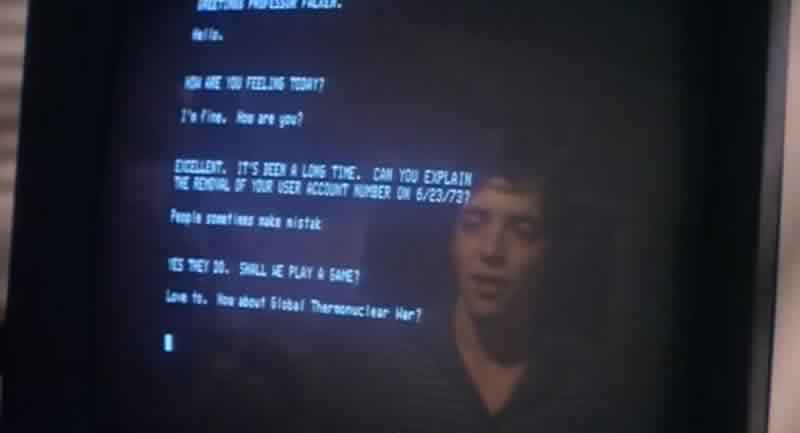 GREETINGS PROFESSOR FALKEN.
Hello.
HOW ARE YOU FEELING TODAY?
I'm fine. How are you?
EXCELLENT. IT'S BEEN A LONG TIME. CAN YOU EXPLAIN
THE REMOVAL OF YOUR USER ACCOUNT NUMBER ON 6/23/73?
People sometimes make mistak
YES THEY DO. SHALL WE PLAY A GAME?
Love to. How about Global Thermonuclear War?